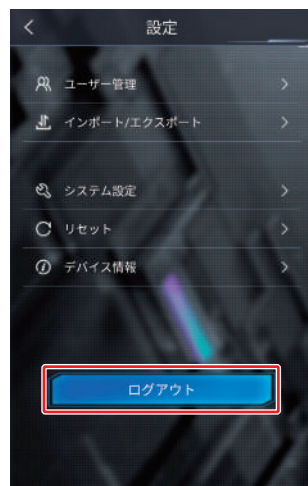 設定
ユーザー管理
インポート/エクスポート
システム設定
リセット
デバイス情報
ログアウト